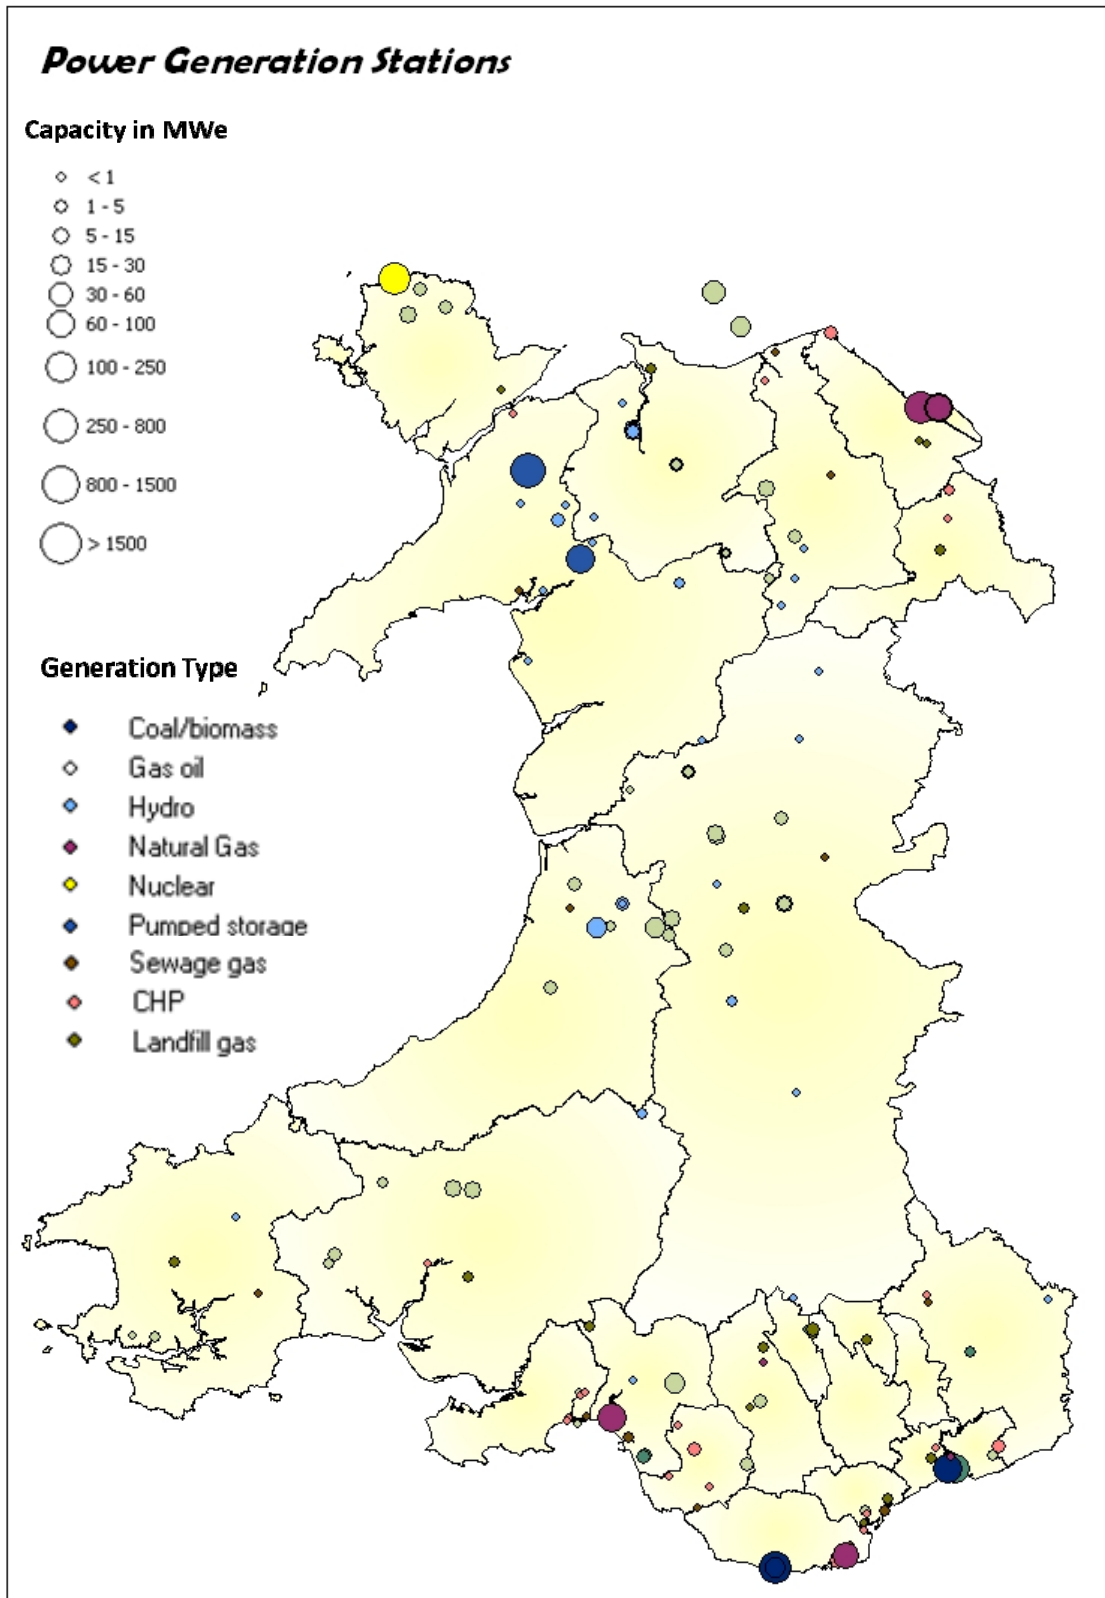 Power Generation Stations
Capacity in MWe
< 1
1 - 5
5 - 15
15 - 30
30 - 60
60 - 100
100 - 250
250 - 800
800 - 1500
> 1500
Generation Type
Coal/biomass
Gas oil
Hydro
Natural Gas
Nuclear
Pumped storage
Sewage gas
CHP
Landfill gas